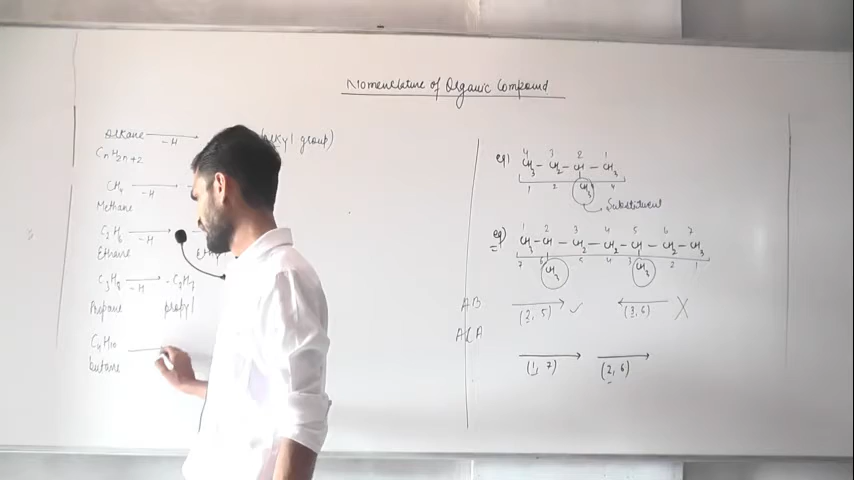 Nomenclature of Organic Compound
Alkane → -H (Alkyl group)
CnH2n+2
CH4 → -H -
Methane
C2H6 → -H
Ethane Ethy
C3H8 → -H - C3H7
Propane propyl
C4H10
butane
eg)
4 3 2 1
CH3 - CH2 - CH - CH3
1 2 4
CH3
Substituent
eg)
1 2 3 4 5 6 7
CH3 - CH - CH2 - CH2 - CH - CH2 - CH3
7 6 5 4 3 2 1
CH3 CH3
AB → (2, 5) ✓ ← (3, 6) X
ACA
→ (1, 7) → (2, 6)